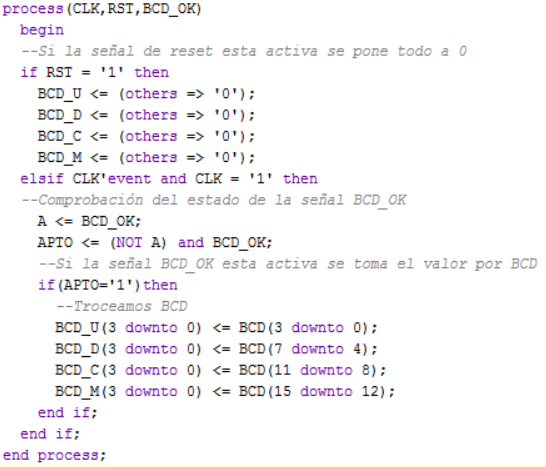 process(CLK,RST,BCD_OK)
begin
--Si la señal de reset esta activa se pone todo a 0
if RST = '1' then
BCD_U <= (others => '0');
BCD_D <= (others => '0');
BCD_C <= (others => '0');
BCD_M <= (others => '0');
elsif CLK'event and CLK = '1' then
--Comprobación del estado de la señal BCD_OK
A <= BCD_OK;
APTO <= (NOT A) and BCD_OK;
--Si la señal BCD_OK esta activa se toma el valor por BCD
if(APTO='1')then
--Troceamos BCD
BCD_U(3 downto 0) <= BCD(3 downto 0);
BCD_D(3 downto 0) <= BCD(7 downto 4);
BCD_C(3 downto 0) <= BCD(11 downto 8);
BCD_M(3 downto 0) <= BCD(15 downto 12);
end if;
end if;
end process;